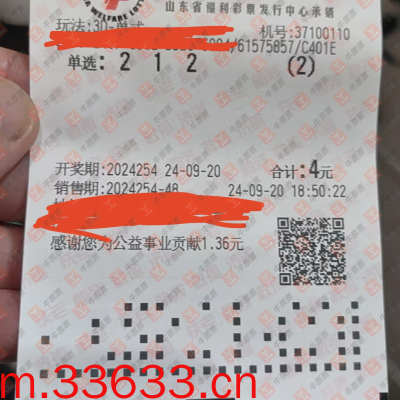 山东省福利彩票发行中心承销
玩法:3D-单式
机号:37100110
/61575857/C401E
单选: 2 1 2 (2)
开奖期:2024254 24-09-20 合计:4元
销售期:2024254-48 24-09-20 18:50:22
感谢您为公益事业贡献1.36元
m.33633.cn